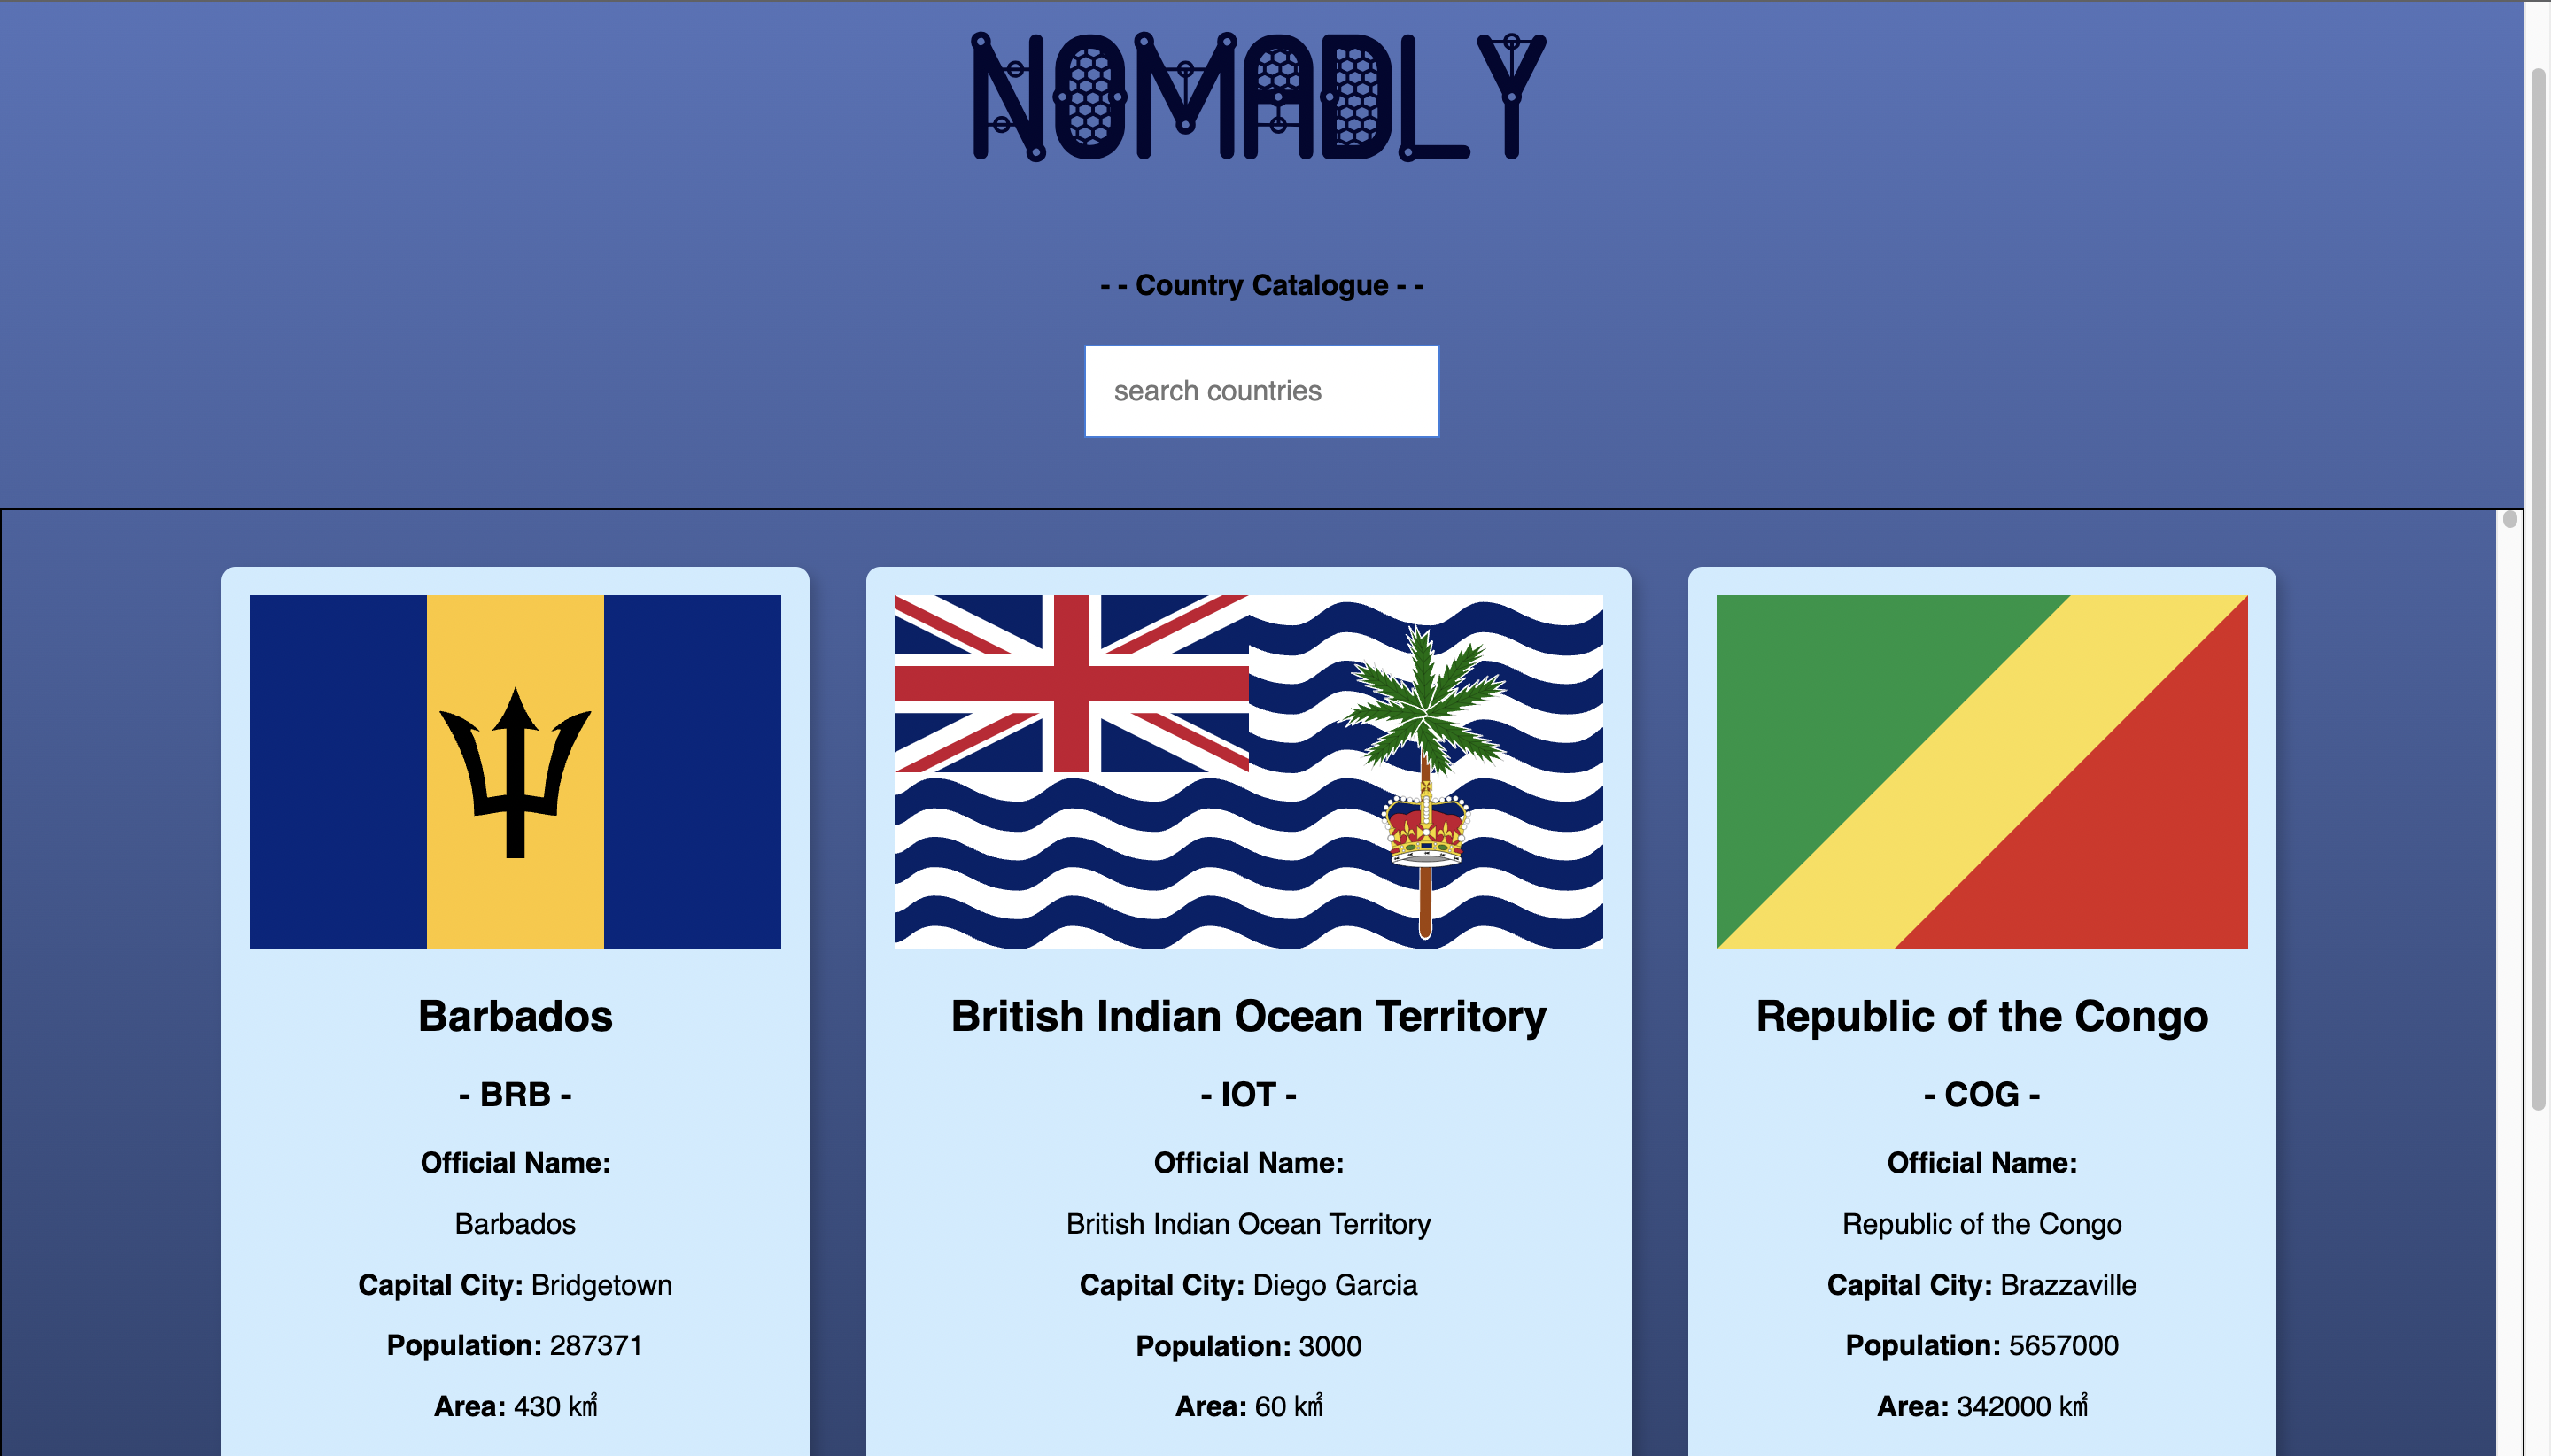 NOMADLY
- - Country Catalogue - -
search countries
Barbados
- BRB -
Official Name:
Barbados
Capital City: Bridgetown
Population: 287371
Area: 430 k㎡
British Indian Ocean Territory
- IOT -
Official Name:
British Indian Ocean Territory
Capital City: Diego Garcia
Population: 3000
Area: 60 k㎡
Republic of the Congo
- COG -
Official Name:
Republic of the Congo
Capital City: Brazzaville
Population: 5657000
Area: 342000 k㎡